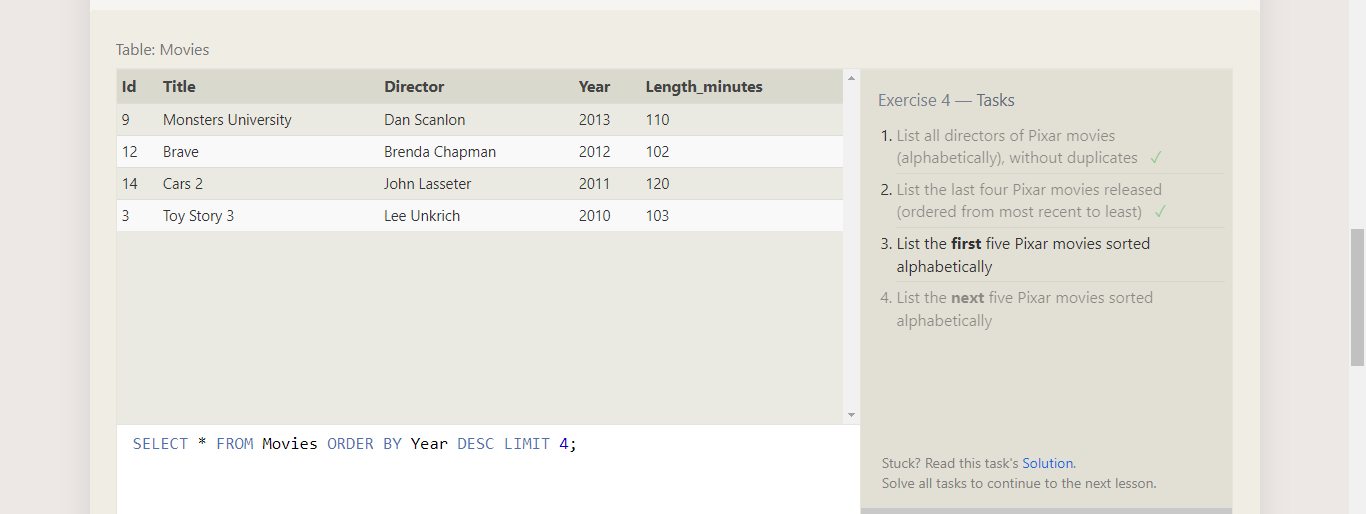 Table: Movies
Id Title Director Year Length_minutes
9 Monsters University Dan Scanlon 2013 110
12 Brave Brenda Chapman 2012 102
14 Cars 2 John Lasseter 2011 120
3 Toy Story 3 Lee Unkrich 2010 103
SELECT * FROM Movies ORDER BY Year DESC LIMIT 4;
Exercise 4 — Tasks
1. List all directors of Pixar movies
(alphabetically), without duplicates ✓
2. List the last four Pixar movies released
(ordered from most recent to least) ✓
3. List the first five Pixar movies sorted
alphabetically
4. List the next five Pixar movies sorted
alphabetically
Stuck? Read this task's Solution.
Solve all tasks to continue to the next lesson.